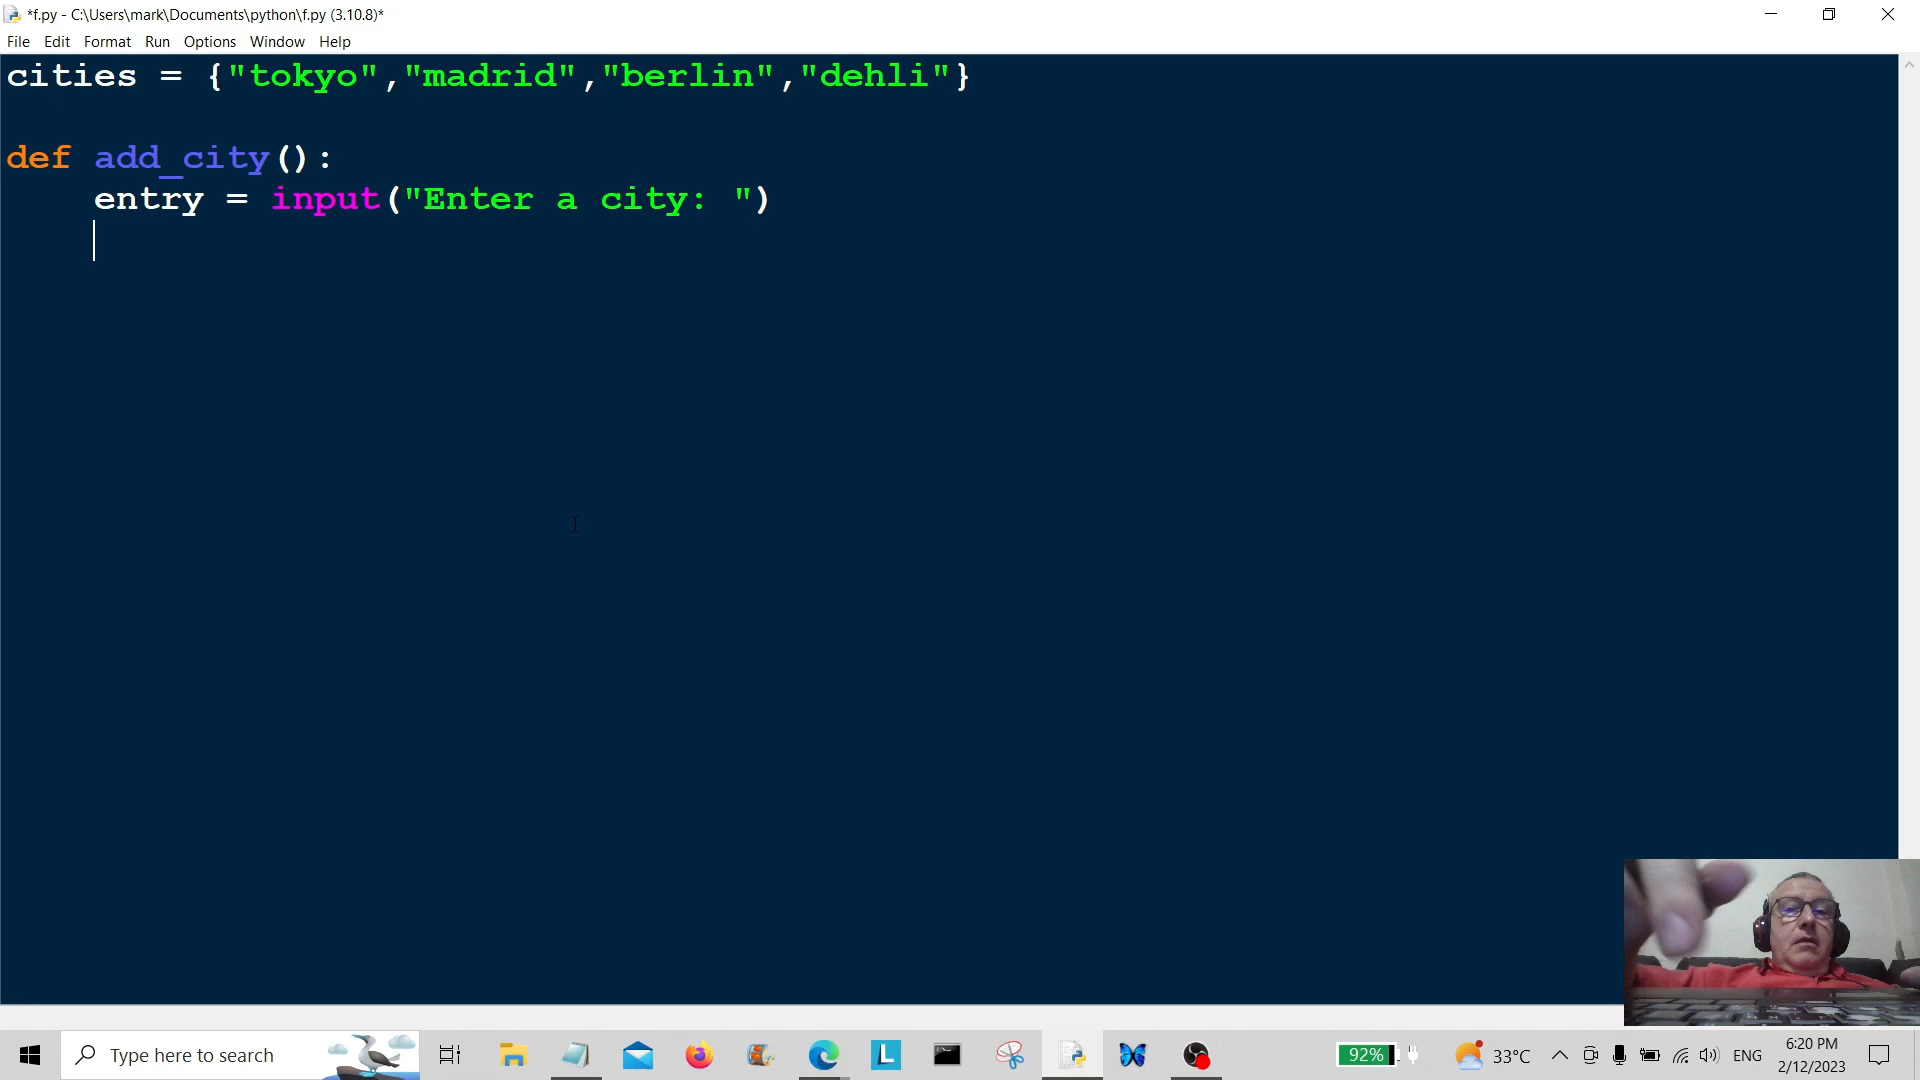 *f.py - C:\Users\mark\Documents\python\f.py (3.10.8)*
File Edit Format Run Options Window Help
cities = {"tokyo","madrid","berlin","dehli"}
def add_city():
entry = input("Enter a city: ")
Type here to search
L
92%
33°C
ENG
6:20 PM
2/12/2023